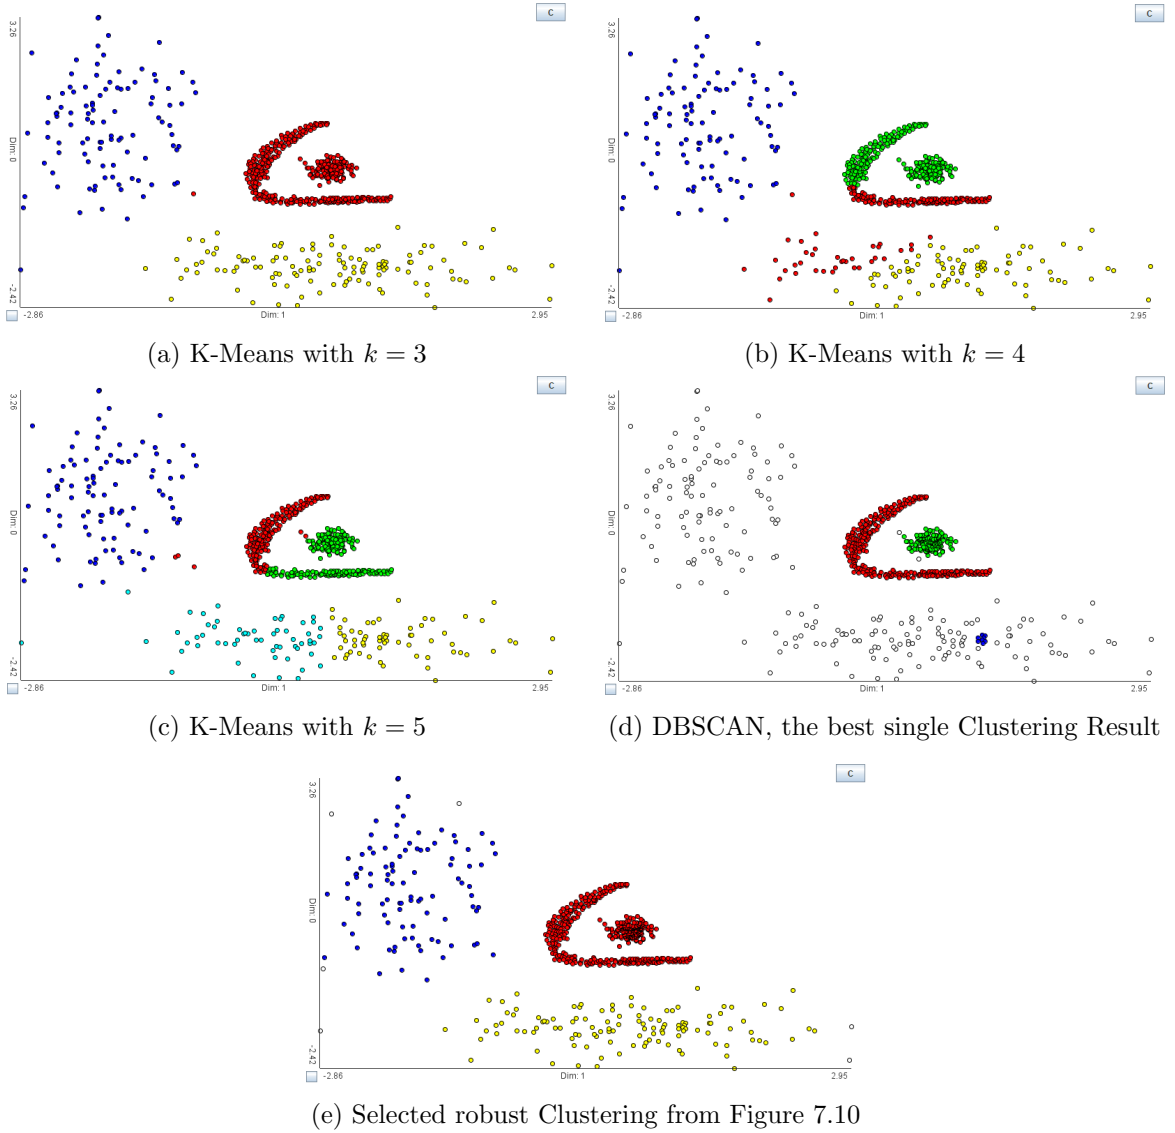 C
3.26
Dim: 0
-2.42
-2.86
Dim: 1
2.95
(a) K-Means with k = 3
C
3.26
Dim: 0
-2.42
-2.86
Dim: 1
2.95
(b) K-Means with k = 4
C
3.26
Dim: 0
-2.42
-2.86
Dim: 1
2.95
(c) K-Means with k = 5
C
3.26
Dim: 0
-2.42
-2.86
Dim: 1
2.95
(d) DBSCAN, the best single Clustering Result
C
3.26
Dim: 0
-2.42
-2.86
Dim: 1
2.95
(e) Selected robust Clustering from Figure 7.10